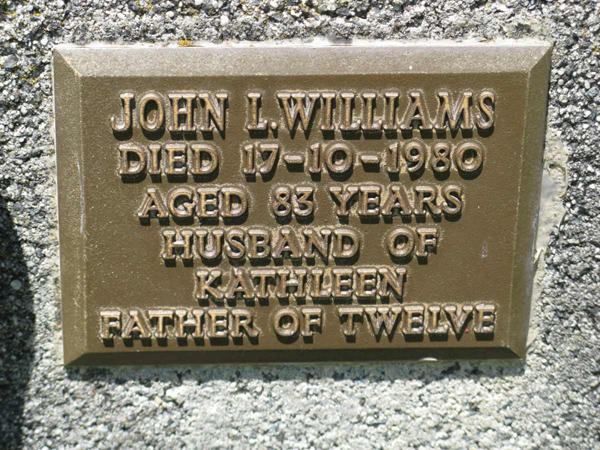 JOHN L. WILLIAMS
DIED 17-10-1980
AGED 83 YEARS
HUSBAND OF
KATHLEEN
FATHER OF TWELVE